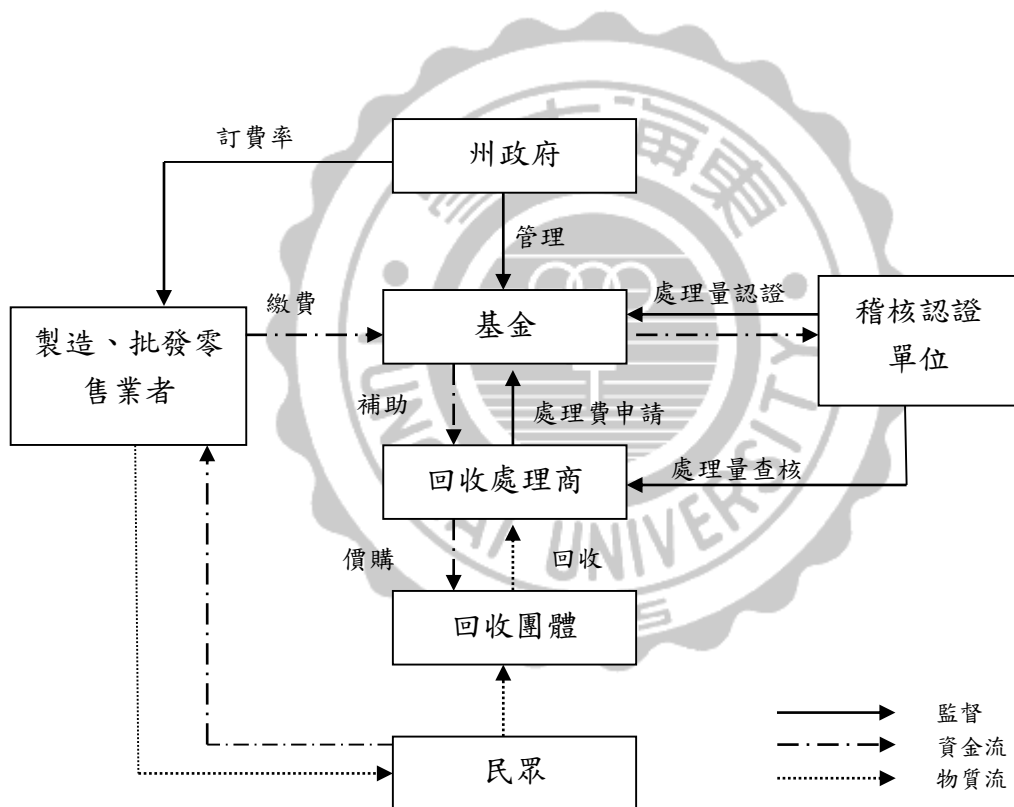 訂費率
州政府
管理
繳費
處理量認證
製造、批發零
售業者
基金
稽核認證
單位
補助
處理費申請
回收處理商
處理量查核
價購
回收
回收團體
民眾
監督
資金流
物質流
UNIVERSITY